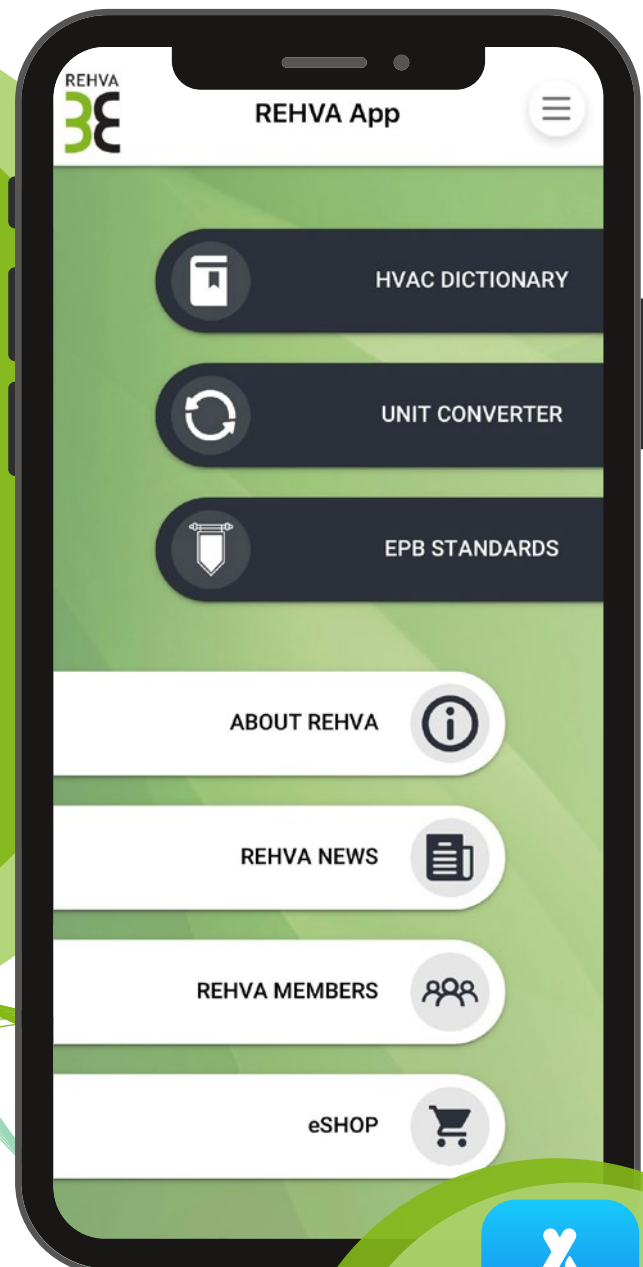 REHVA
REHVA App
HVAC DICTIONARY
UNIT CONVERTER
EPB STANDARDS
ABOUT REHVA
REHVA NEWS
REHVA MEMBERS
eSHOP